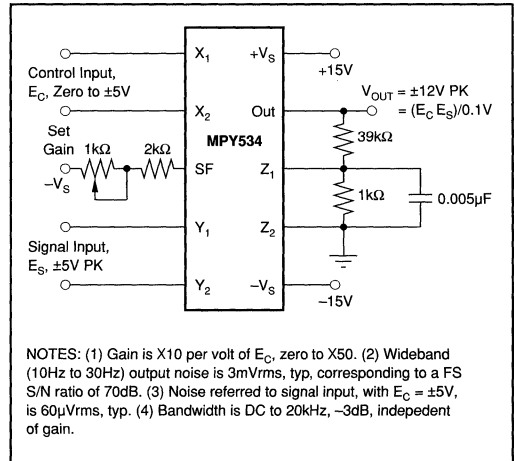 X1
+VS
+15V
Control Input,
EC, Zero to ±5V
VOUT = ±12V PK
= (EC ES)/0.1V
X2
Out
MPY534
39kΩ
Set
Gain
1kΩ
2kΩ
SF
Z1
–VS
1kΩ
0.005µF
Y1
Z2
Signal Input,
ES, ±5V PK
Y2
–VS
–15V
NOTES: (1) Gain is X10 per volt of EC, zero to X50. (2) Wideband
(10Hz to 30Hz) output noise is 3mVrms, typ, corresponding to a FS
S/N ratio of 70dB. (3) Noise referred to signal input, with EC = ±5V,
is 60µVrms, typ. (4) Bandwidth is DC to 20kHz, –3dB, indepedent
of gain.